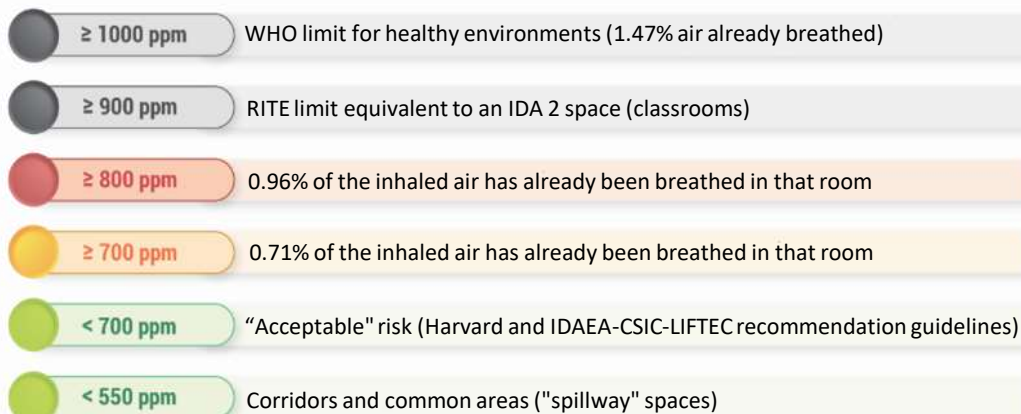 ≥ 1000 ppm WHO limit for healthy environments (1.47% air already breathed)
≥ 900 ppm RITE limit equivalent to an IDA 2 space (classrooms)
≥ 800 ppm 0.96% of the inhaled air has already been breathed in that room
≥ 700 ppm 0.71% of the inhaled air has already been breathed in that room
< 700 ppm “Acceptable" risk (Harvard and IDAEA-CSIC-LIFTEC recommendation guidelines)
< 550 ppm Corridors and common areas ("spillway" spaces)